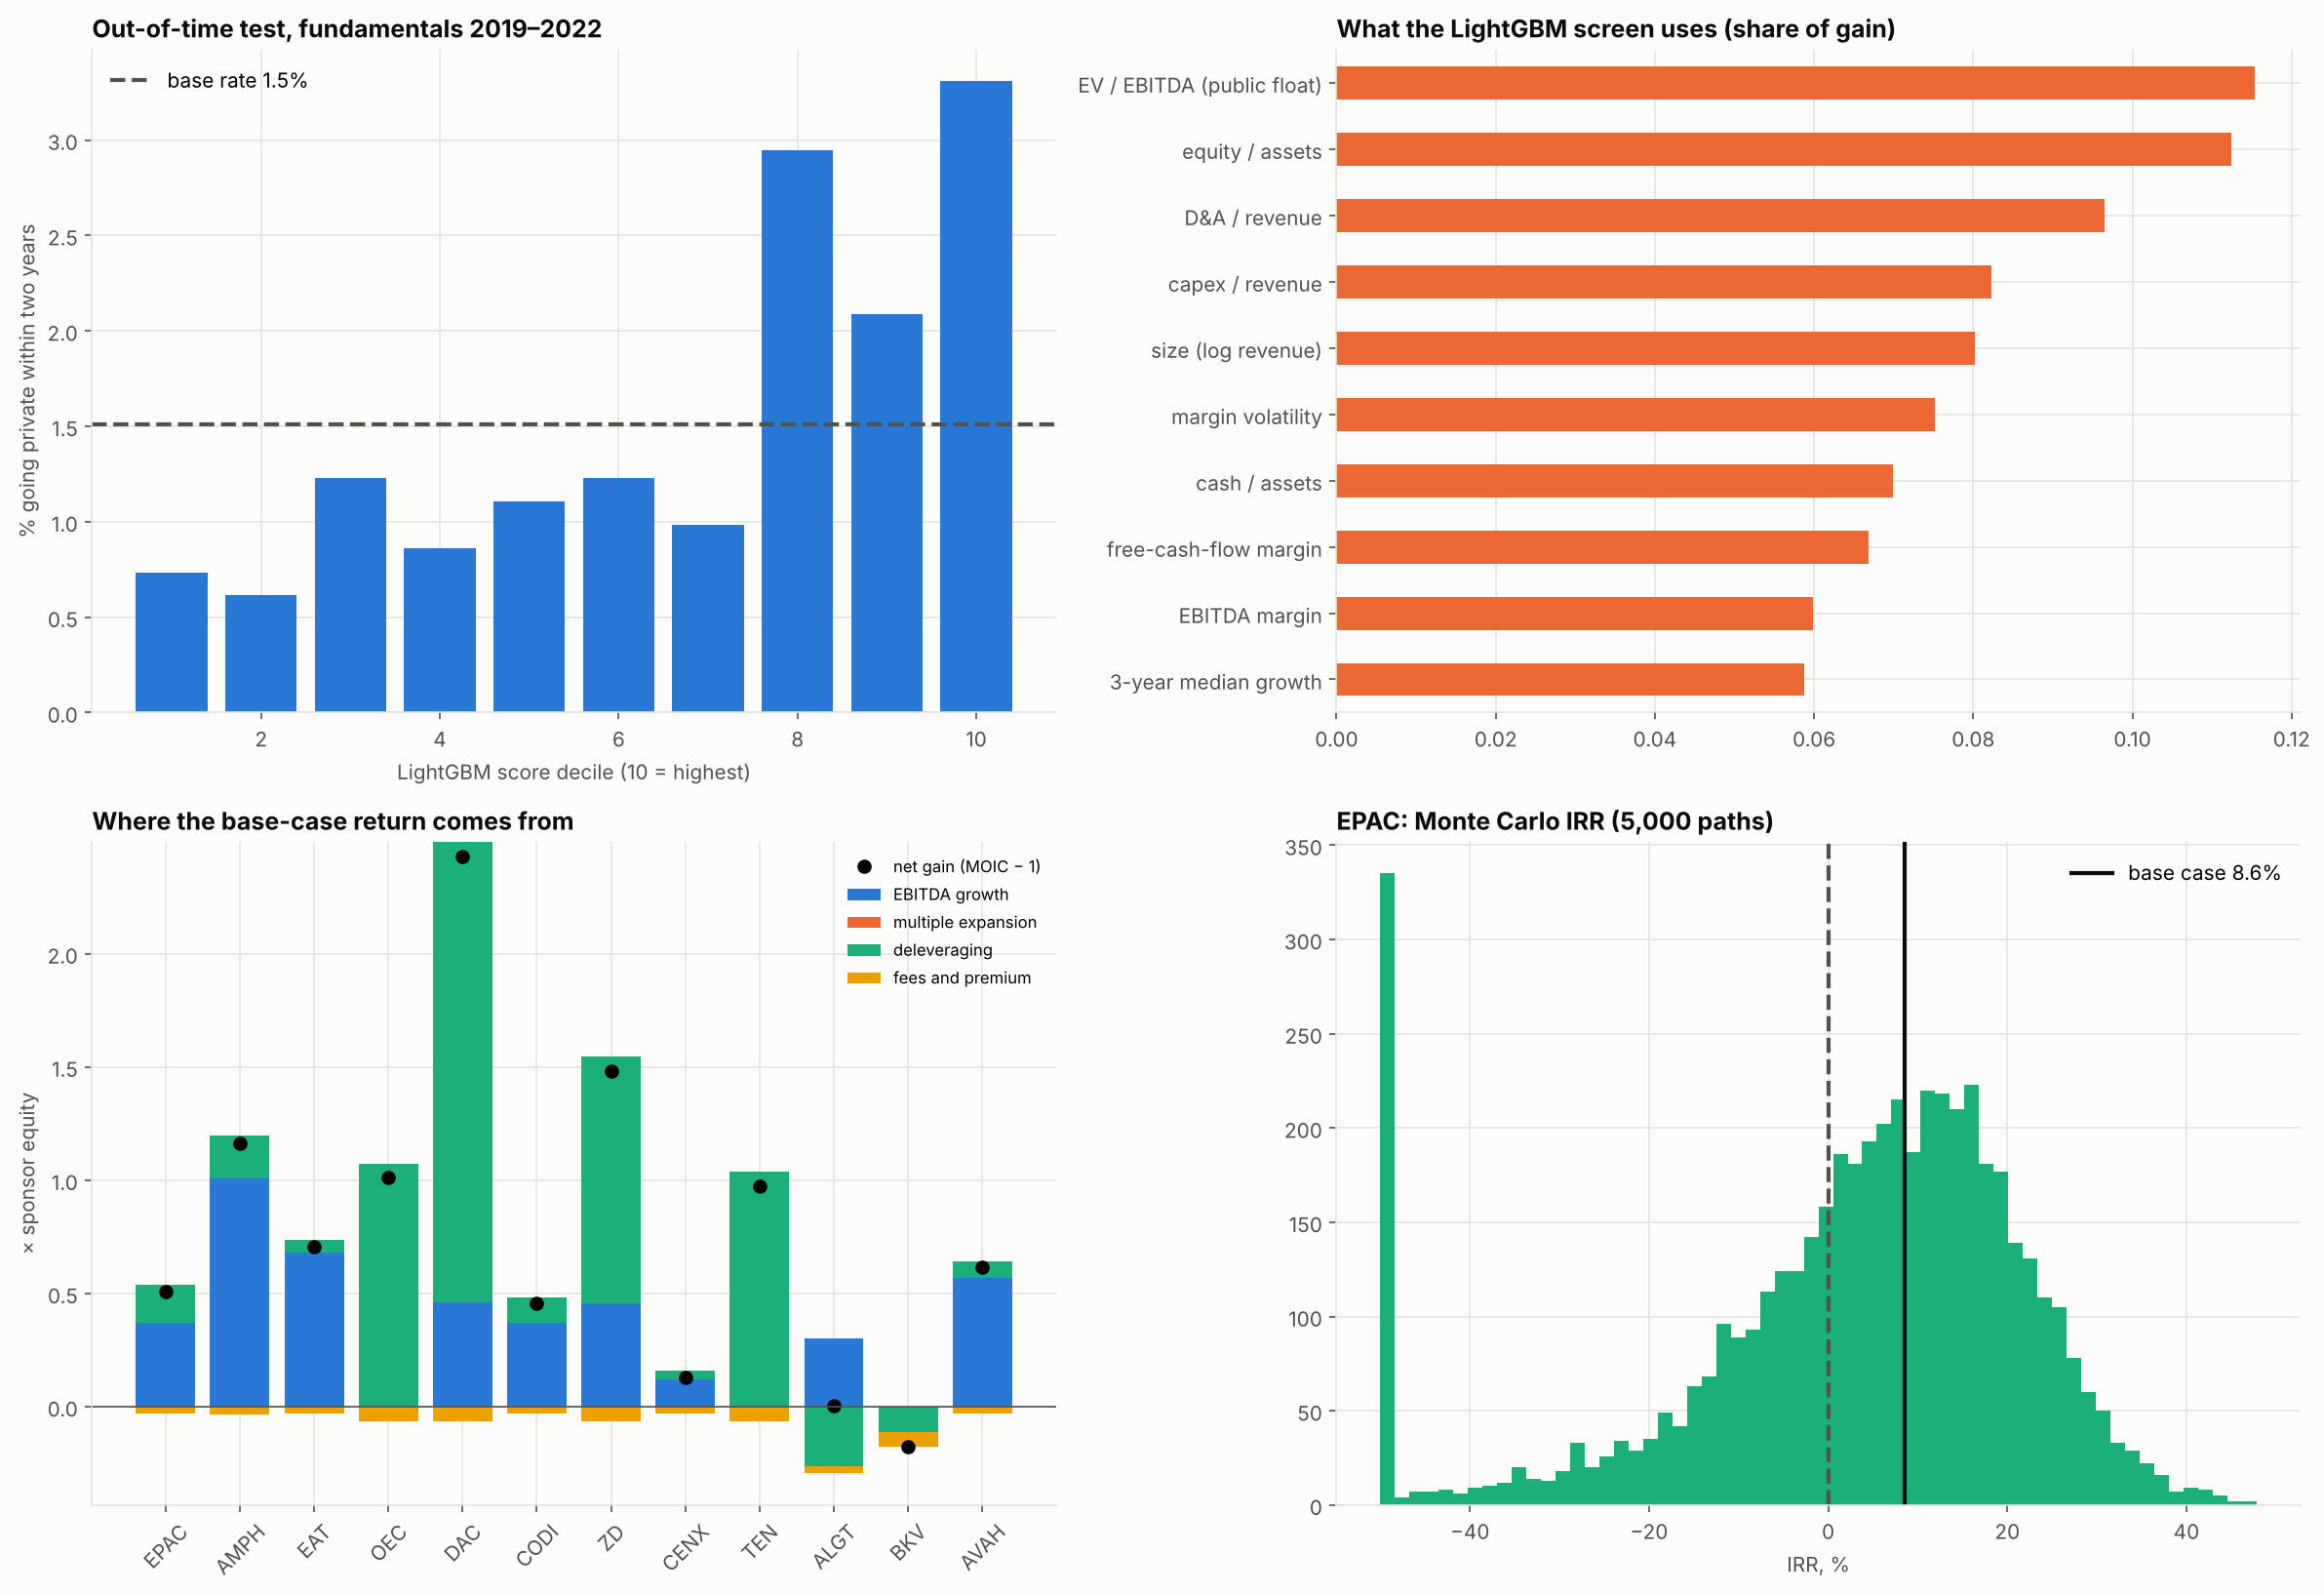 Out-of-time test, fundamentals 2019–2022
base rate 1.5%
3.0
2.5
2.0
1.5
1.0
0.5
0.0
% going private within two years
2 4 6 8 10
LightGBM score decile (10 = highest)
What the LightGBM screen uses (share of gain)
EV / EBITDA (public float)
equity / assets
D&A / revenue
capex / revenue
size (log revenue)
margin volatility
cash / assets
free-cash-flow margin
EBITDA margin
3-year median growth
0.00 0.02 0.04 0.06 0.08 0.10 0.12
Where the base-case return comes from
net gain (MOIC − 1)
EBITDA growth
multiple expansion
deleveraging
fees and premium
2.0
1.5
1.0
0.5
0.0
× sponsor equity
EPAC AMPH EAT OEC DAC CODI ZD CENX TEN ALGT BKV AVAH
EPAC: Monte Carlo IRR (5,000 paths)
base case 8.6%
350
300
250
200
150
100
50
0
−40 −20 0 20 40
IRR, %